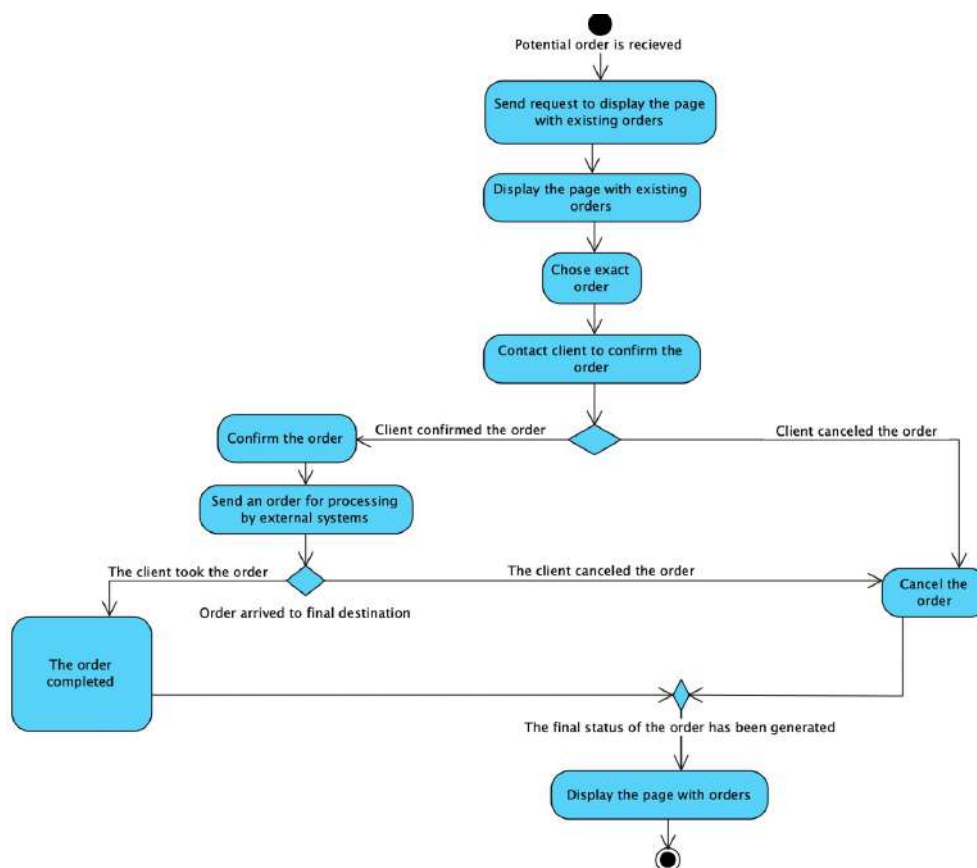 Potential order is recieved
Send request to display the page
with existing orders
Display the page with existing
orders
Chose exact
order
Contact client to confirm the
order
Client confirmed the order
Client canceled the order
Confirm the order
Send an order for processing
by external systems
The client took the order
The client canceled the order
Order arrived to final destination
Cancel the
order
The order
completed
The final status of the order has been generated
Display the page with orders